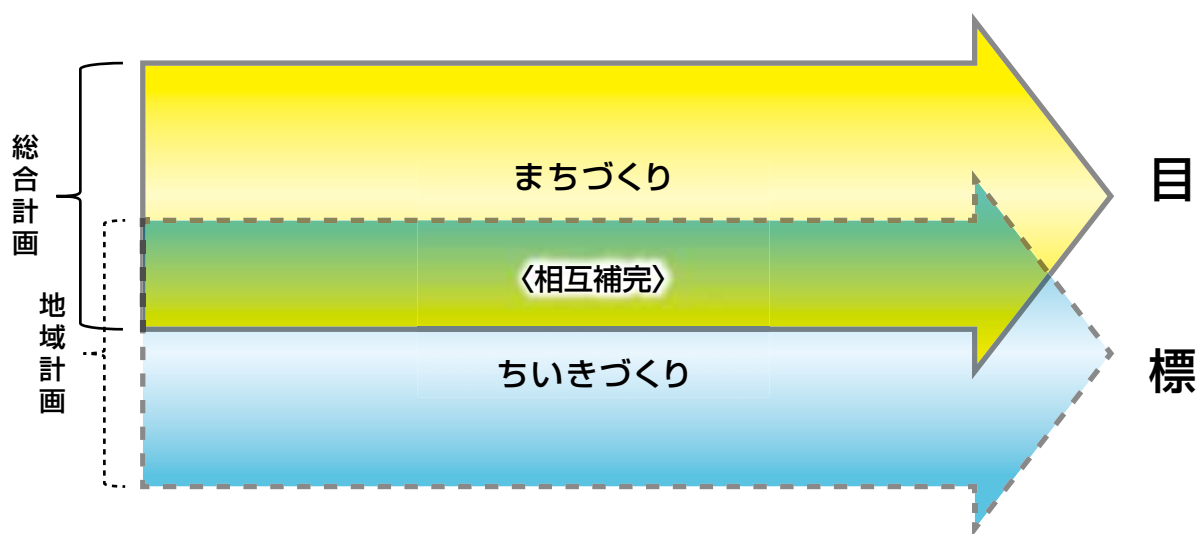 総合計画
地域計画
まちづくり
〈相互補完〉
ちいきづくり
目標